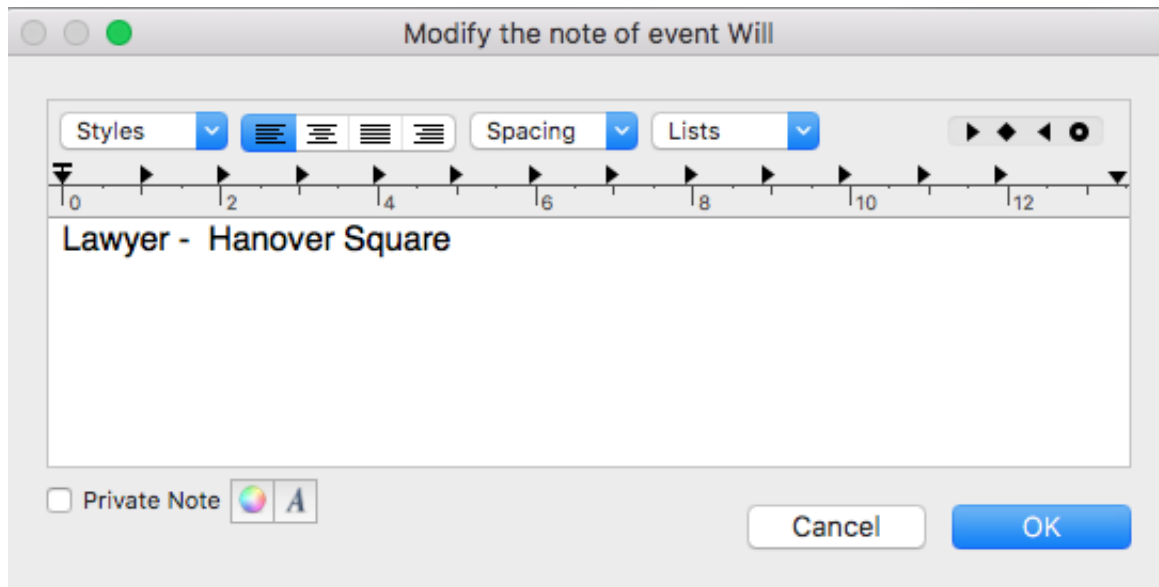 Modify the note of event Will
Styles Spacing Lists
0 2 4 6 8 10 12
Lawyer -  Hanover Square
Private Note A
Cancel OK